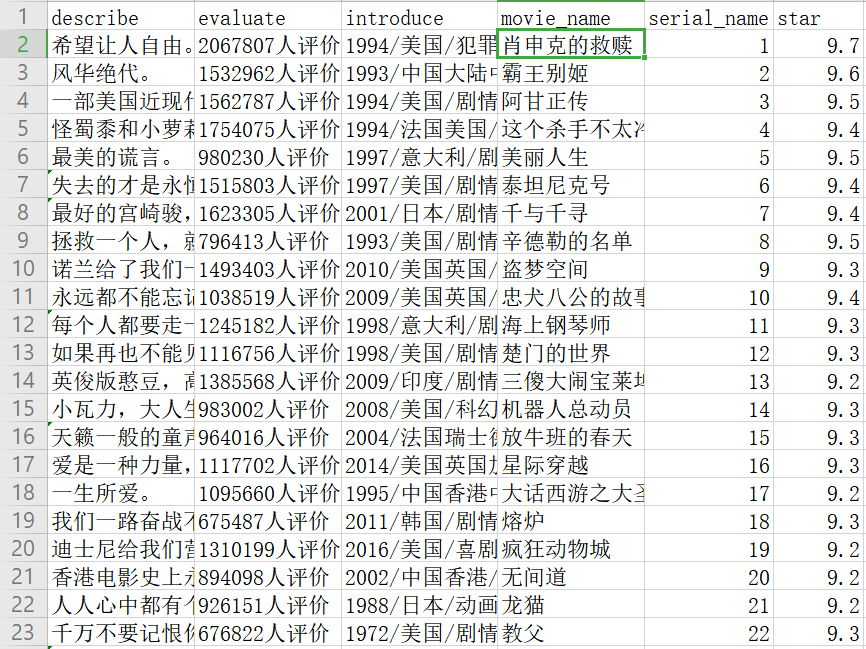 1 describe evaluate introduce movie_name serial_name star
2 希望让人自由。 2067807人评价 1994/美国/犯罪 肖申克的救赎 1 9.7
3 风华绝代。 1532962人评价 1993/中国大陆 霸王别姬 2 9.6
4 一部美国近现 1562787人评价 1994/美国/剧情 阿甘正传 3 9.5
5 怪蜀黍和小萝 1754075人评价 1994/法国美国/ 这个杀手不太 4 9.4
6 最美的谎言。 980230人评价 1997/意大利/剧 美丽人生 5 9.5
7 失去的才是永 1515803人评价 1997/美国/剧情 泰坦尼克号 6 9.4
8 最好的宫崎骏, 1623305人评价 2001/日本/剧情 千与千寻 7 9.4
9 拯救一个人, 796413人评价 1993/美国/剧情 辛德勒的名单 8 9.5
10 诺兰给了我们 1493403人评价 2010/美国英国/ 盗梦空间 9 9.3
11 永远都不能忘 1038519人评价 2009/美国英国/ 忠犬八公的故 10 9.4
12 每个人都要走 1245182人评价 1998/意大利/剧 海上钢琴师 11 9.3
13 如果再也不能 1116756人评价 1998/美国/剧情 楚门的世界 12 9.3
14 英俊版憨豆, 1385568人评价 2009/印度/剧情 三傻大闹宝莱 13 9.2
15 小瓦力, 大人 983002人评价 2008/美国/科幻 机器人总动员 14 9.3
16 天籁一般的童 964016人评价 2004/法国瑞士 放牛班的春天 15 9.3
17 爱是一种力量, 1117702人评价 2014/美国英国 星际穿越 16 9.3
18 一生所爱。 1095660人评价 1995/中国香港 大话西游之大 17 9.2
19 我们一路奋战 675487人评价 2011/韩国/剧情 熔炉 18 9.3
20 迪士尼给我们 1310199人评价 2016/美国/喜剧 疯狂动物城 19 9.2
21 香港电影史上 894098人评价 2002/中国香港/ 无间道 20 9.2
22 人人心中都有 926151人评价 1988/日本/动画 龙猫 21 9.2
23 千万不要记恨 676822人评价 1972/美国/剧情 教父 22 9.3